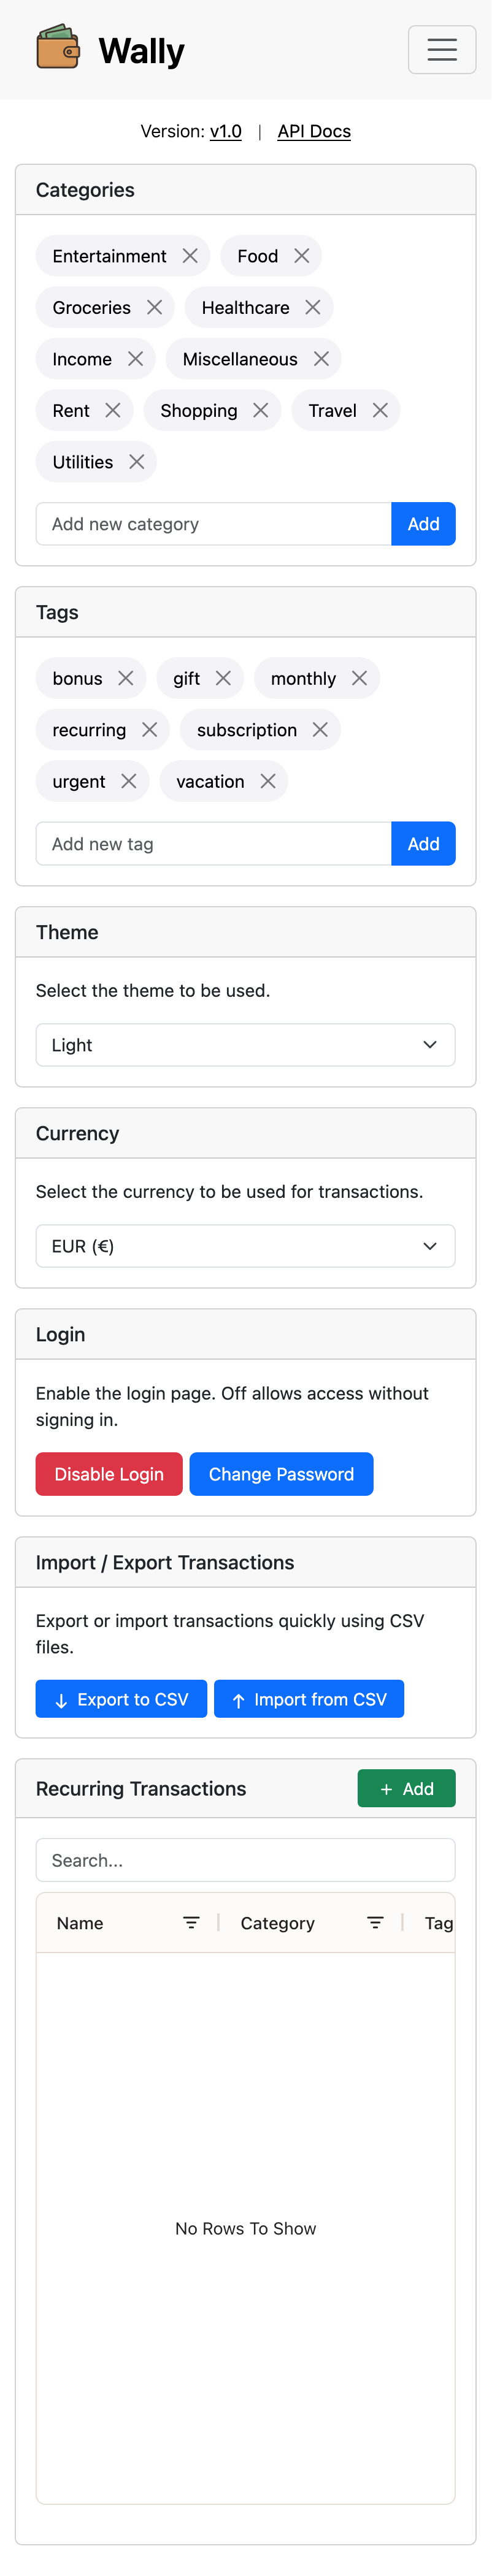 Wally
Version: v1.0 | API Docs
Categories
Entertainment Food
Groceries Healthcare
Income Miscellaneous
Rent Shopping Travel
Utilities
Add new category Add
Tags
bonus gift monthly
recurring subscription
urgent vacation
Add new tag Add
Theme
Select the theme to be used.
Light
Currency
Select the currency to be used for transactions.
EUR (€)
Login
Enable the login page. Off allows access without
signing in.
Disable Login Change Password
Import / Export Transactions
Export or import transactions quickly using CSV
files.
↓ Export to CSV ↑ Import from CSV
Recurring Transactions + Add
Search...
Name Category Tag
No Rows To Show